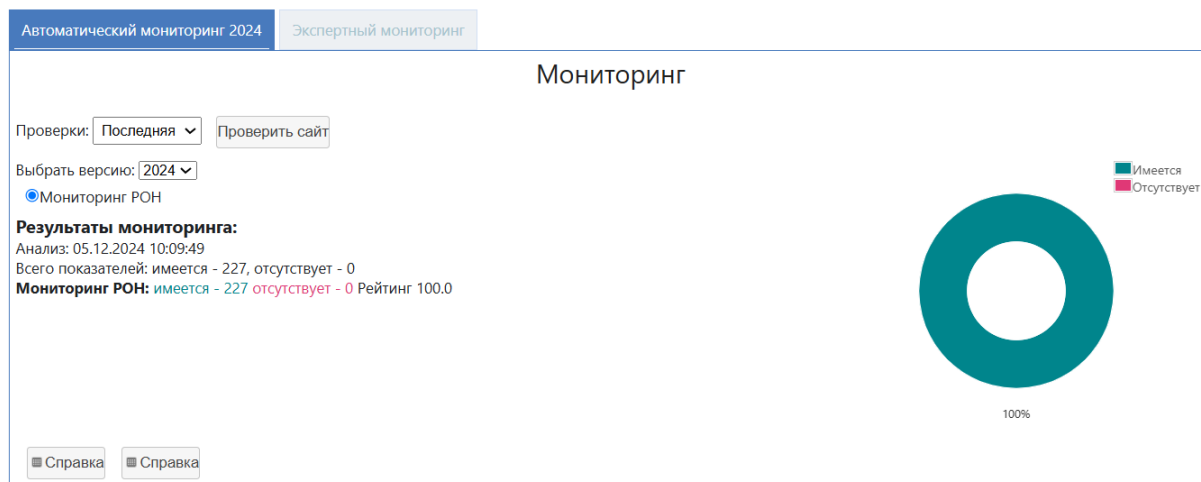 Автоматический мониторинг 2024
Экспертный мониторинг
Мониторинг
Проверки: Последняя Проверить сайт
Выбрать версию: 2024
Мониторинг РОН
Имеется
Отсутствует
Результаты мониторинга:
Анализ: 05.12.2024 10:09:49
Всего показателей: имеется - 227, отсутствует - 0
Мониторинг РОН: имеется - 227 отсутствует - 0 Рейтинг 100.0
100%
Справка
Справка